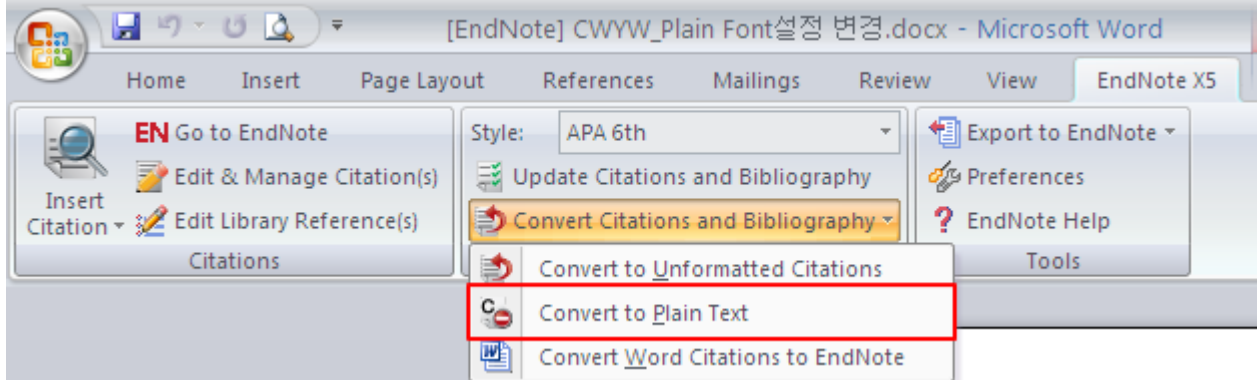 [EndNote] CWYW_Plain Font설정 변경.docx - Microsoft Word
Home Insert Page Layout References Mailings Review View EndNote X5
EN Go to EndNote
Edit & Manage Citation(s)
Edit Library Reference(s)
Insert
Citation
Citations
Style: APA 6th
Update Citations and Bibliography
Convert Citations and Bibliography
Convert to Unformatted Citations
Convert to Plain Text
Convert Word Citations to EndNote
Export to EndNote
Preferences
? EndNote Help
Tools